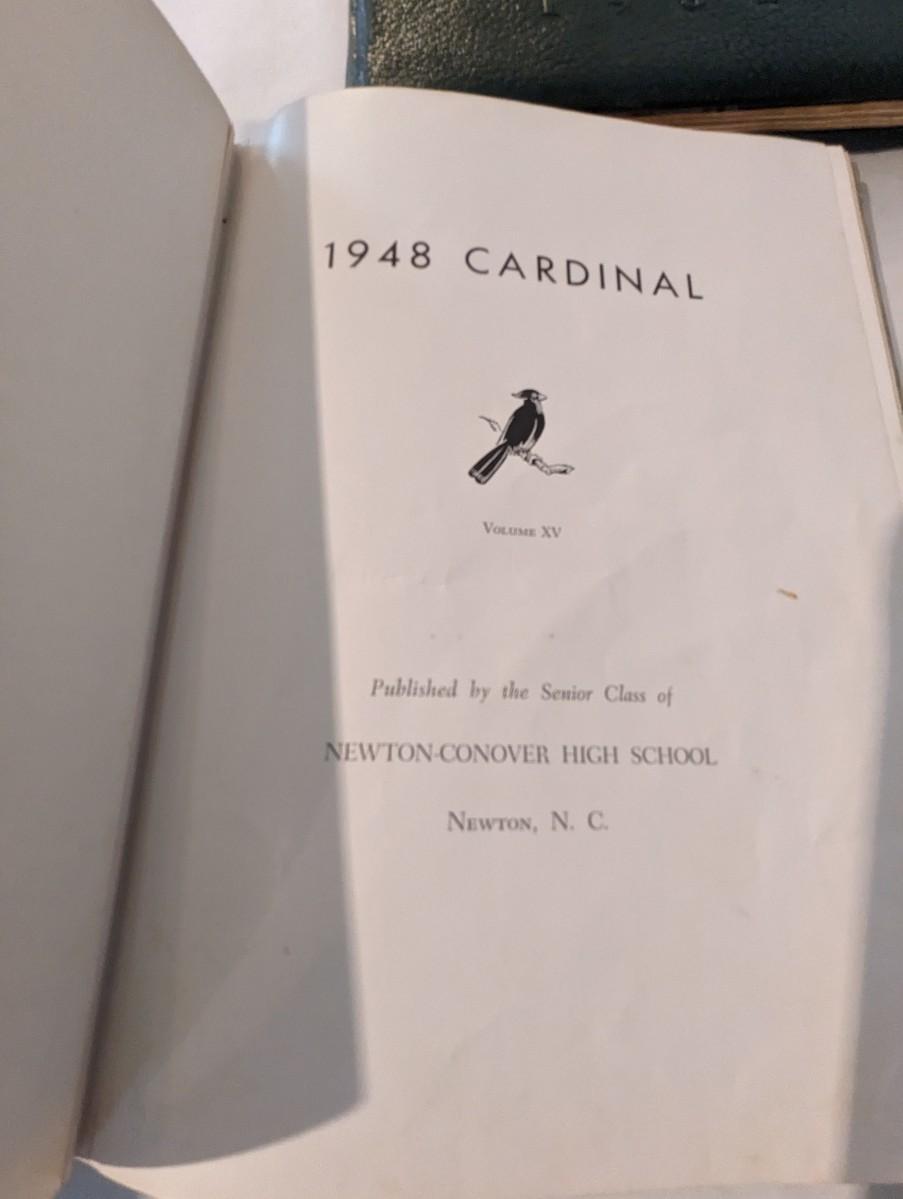 1948 CARDINAL
VOLUME XV
Published by the Senior Class of
NEWTON-CONOVER HIGH SCHOOL
NEWTON, N. C.